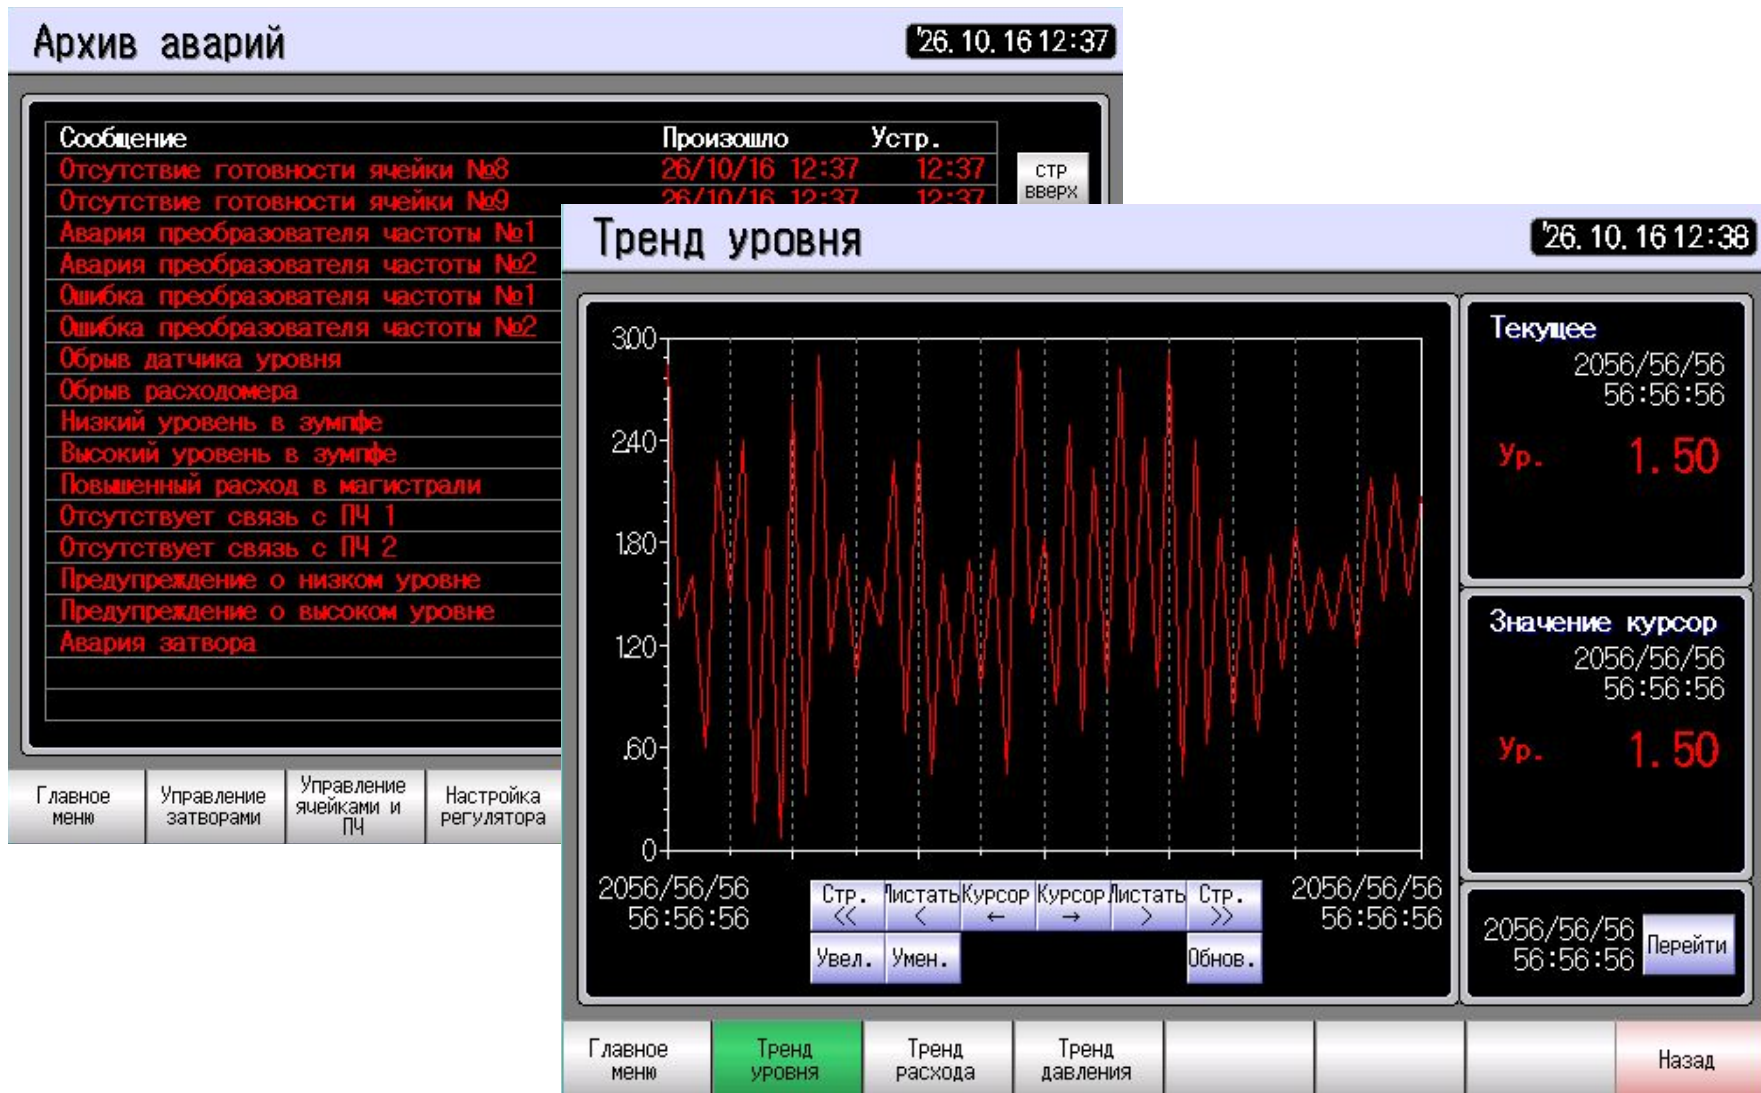 Архив аварий
'26.10.16 12:37
Сообщение Произошло Устр.
Отсутствие готовности ячейки №8 26/10/16 12:37 12:37
Отсутствие готовности ячейки №9 26/10/16 12:37 12:37
Авария преобразователя частоты №1
Авария преобразователя частоты №2
Ошибка преобразователя частоты №1
Ошибка преобразователя частоты №2
Обрыв датчика уровня
Обрыв расходомера
Низкий уровень в зумпфе
Высокий уровень в зумпфе
Повышенный расход в магистрали
Отсутствует связь с ПЧ 1
Отсутствует связь с ПЧ 2
Предупреждение о низком уровне
Предупреждение о высоком уровне
Авария затвора
стр
вверх
Главное
меню
Управление
затворами
Управление
ячейками и
ПЧ
Настройка
регулятора
Тренд уровня
'26.10.16 12:38
3.00
2.40
1.80
1.20
.60
0
2056/56/56
56:56:56
2056/56/56
56:56:56
Стр.
<<
Листать
<
Курсор
←
Курсор
→
Листать
>
Стр.
>>
Увел.
Умен.
Обнов.
Текущее
2056/56/56
56:56:56
Ур. 1.50
Значение курсор
2056/56/56
56:56:56
Ур. 1.50
2056/56/56
56:56:56
Перейти
Главное
меню
Тренд
уровня
Тренд
расхода
Тренд
давления
Назад